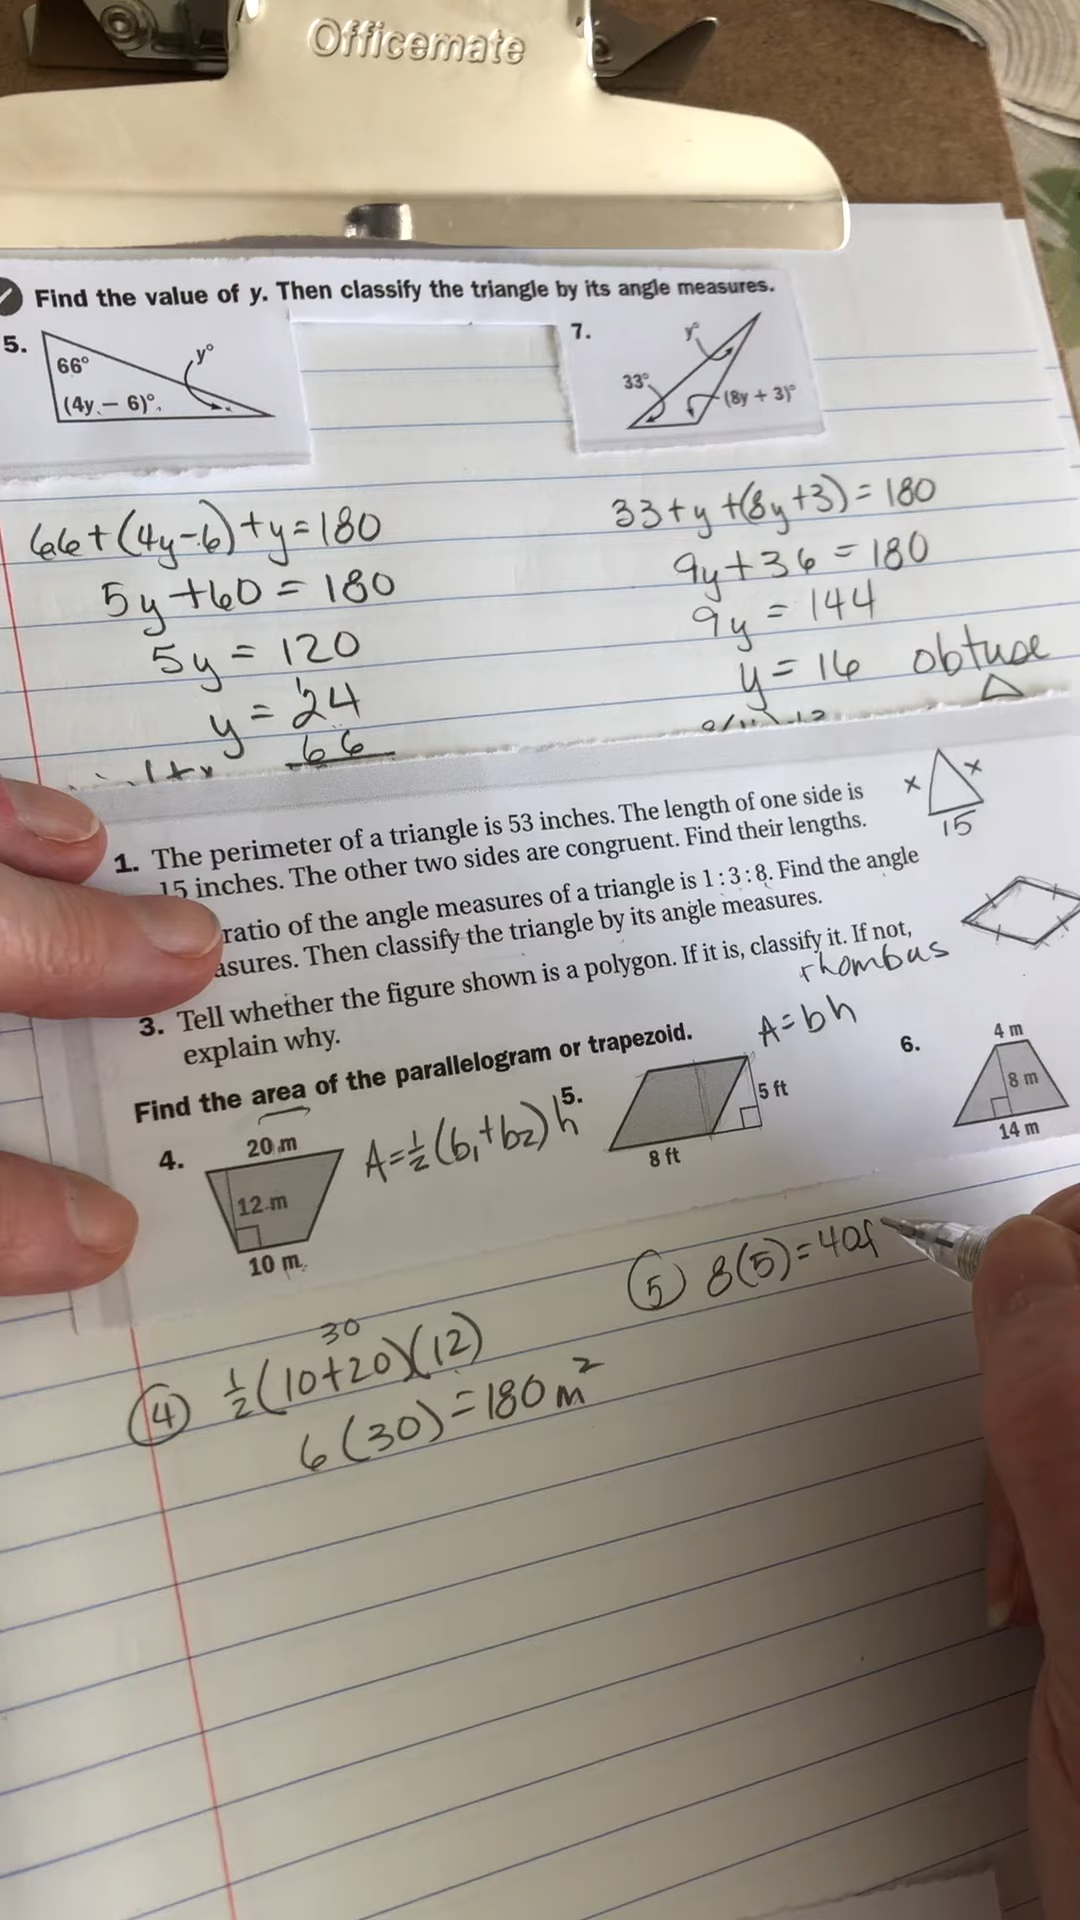 Officemate
Find the value of y. Then classify the triangle by its angle measures.
5.
66°
y°
(4y - 6)°
7.
y°
33°
(8y + 3)°
66+(4y-6)+y=180
5y+60=180
5y=120
y=24
66
33+y+(8y+3)=180
9y+36=180
9y=144
y=16 obtuse
1. The perimeter of a triangle is 53 inches. The length of one side is
15 inches. The other two sides are congruent. Find their lengths.
x
x
15
ratio of the angle measures of a triangle is 1:3:8. Find the angle
asures. Then classify the triangle by its angle measures.
3. Tell whether the figure shown is a polygon. If it is, classify it. If not,
explain why.
rhombus
Find the area of the parallelogram or trapezoid.
A=bh
4.
20 m
12 m
10 m
A=½(b₁+b₂)h
5.
5 ft
8 ft
6.
4 m
8 m
14 m
5 8(5)=40f
30
4 ½(10+20)(12)
6(30)=180m²